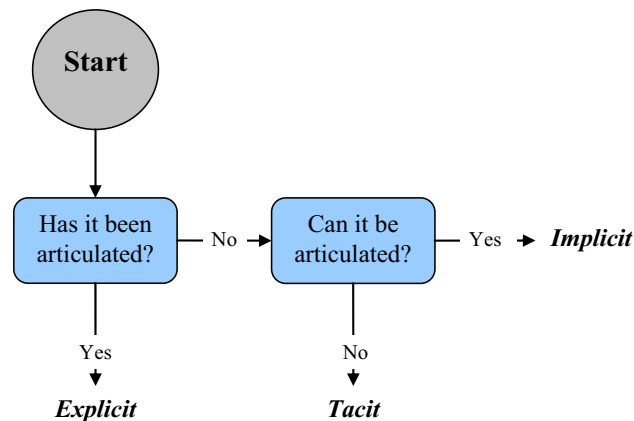 Start
Has it been
articulated?
No
Can it be
articulated?
Yes
Implicit
Yes
No
Explicit
Tacit